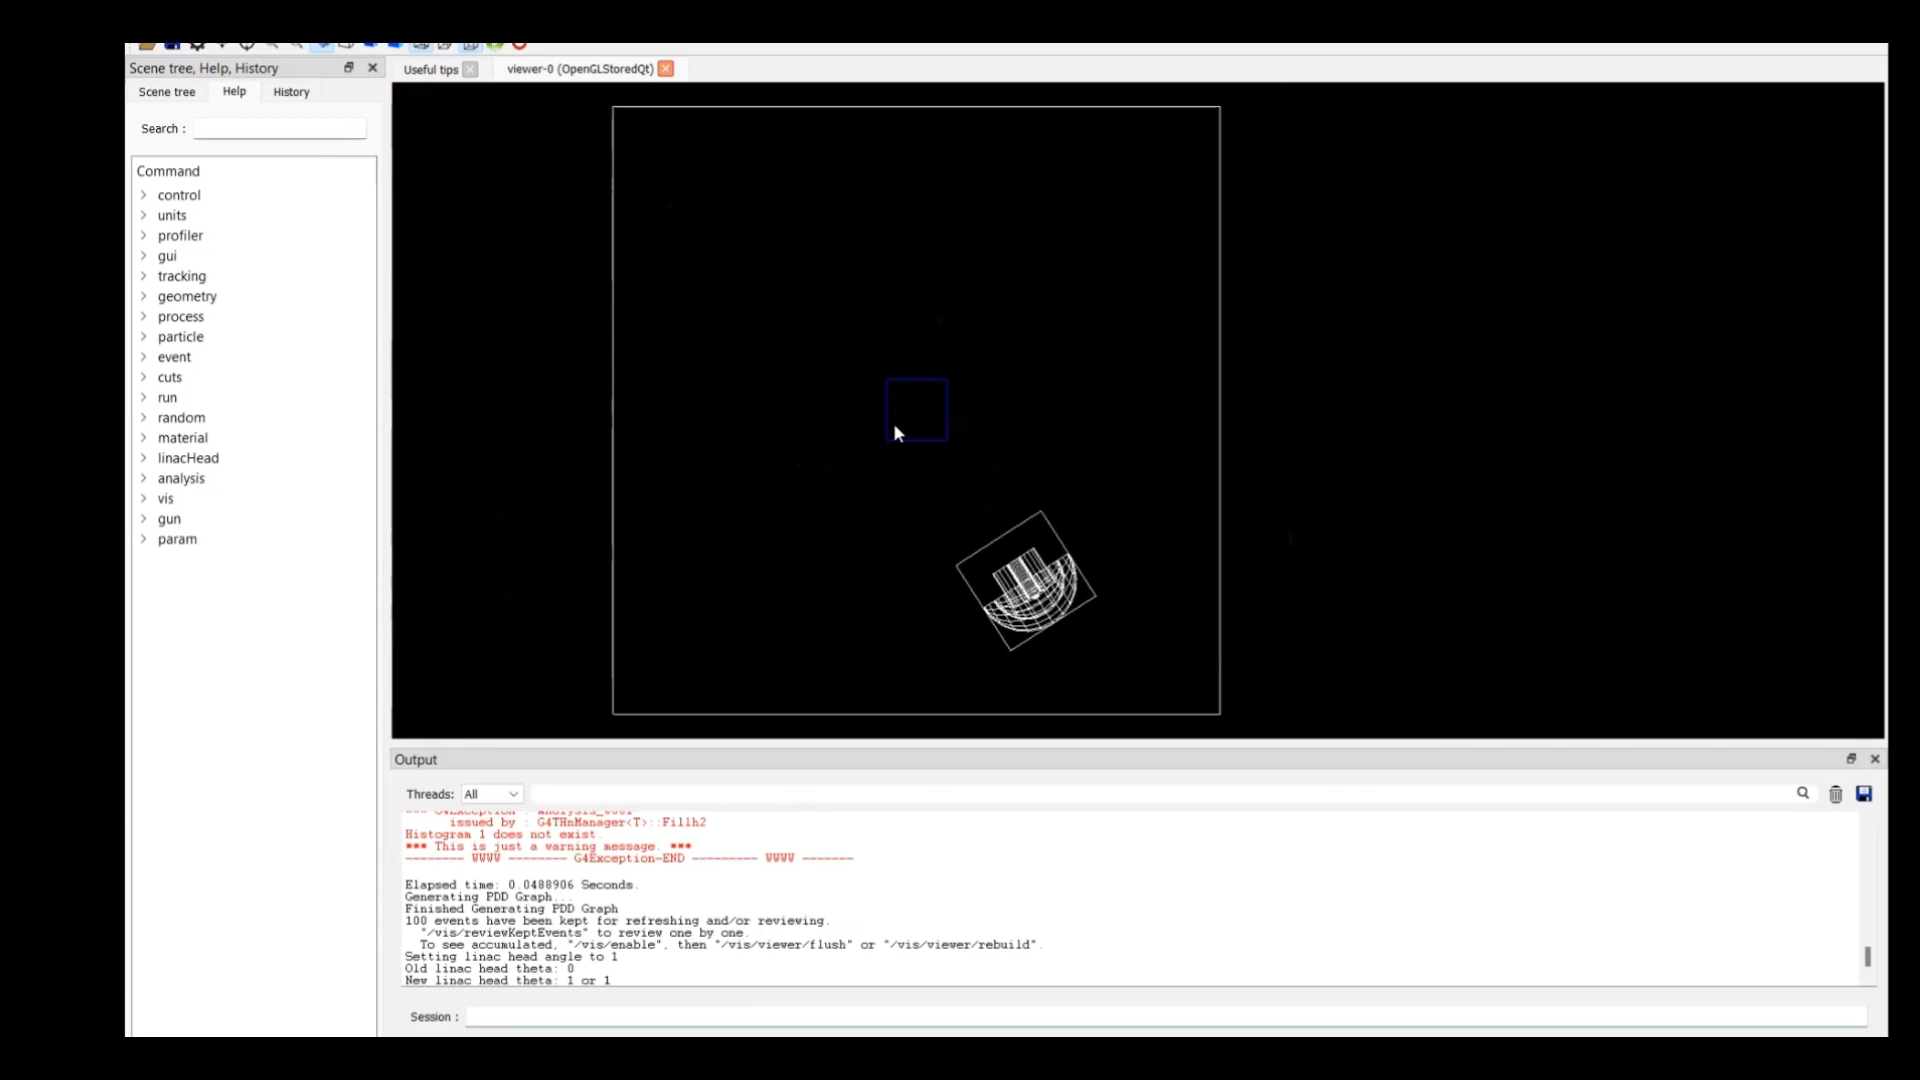 Scene tree, Help, History
Useful tips
viewer-0 (OpenGLStoredQt)
Scene tree
Help
History
Search :
Command
control
units
profiler
gui
tracking
geometry
process
particle
event
cuts
run
random
material
linacHead
analysis
vis
gun
param
Output
Threads: All
*** G4Exception : Analysis_W001
issued by : G4THnManager<T>::Fillh2
Histogram 1 does not exist.
*** This is just a warning message. ***
-------- WWWW -------- G4Exception-END --------- WWWW -------
Elapsed time: 0.0488906 Seconds.
Generating PDD Graph...
Finished Generating PDD Graph
100 events have been kept for refreshing and/or reviewing.
"/vis/reviewKeptEvents" to review one by one.
To see accumulated, "/vis/enable", then "/vis/viewer/flush" or "/vis/viewer/rebuild".
Setting linac head angle to 1
Old linac head theta: 0
New linac head theta: 1 or 1
Session :